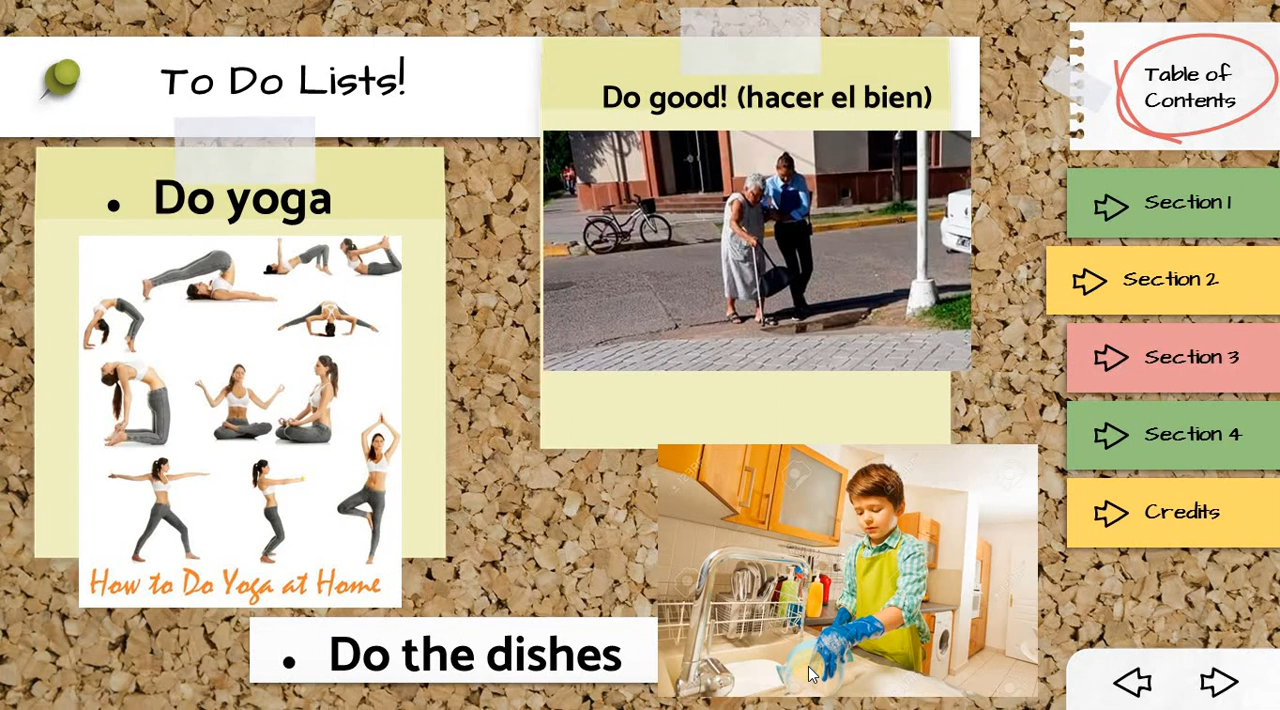 To Do Lists!
Do good! (hacer el bien)
• Do yoga
How to Do Yoga at Home
• Do the dishes
Table of
Contents
Section 1
Section 2
Section 3
Section 4
Credits